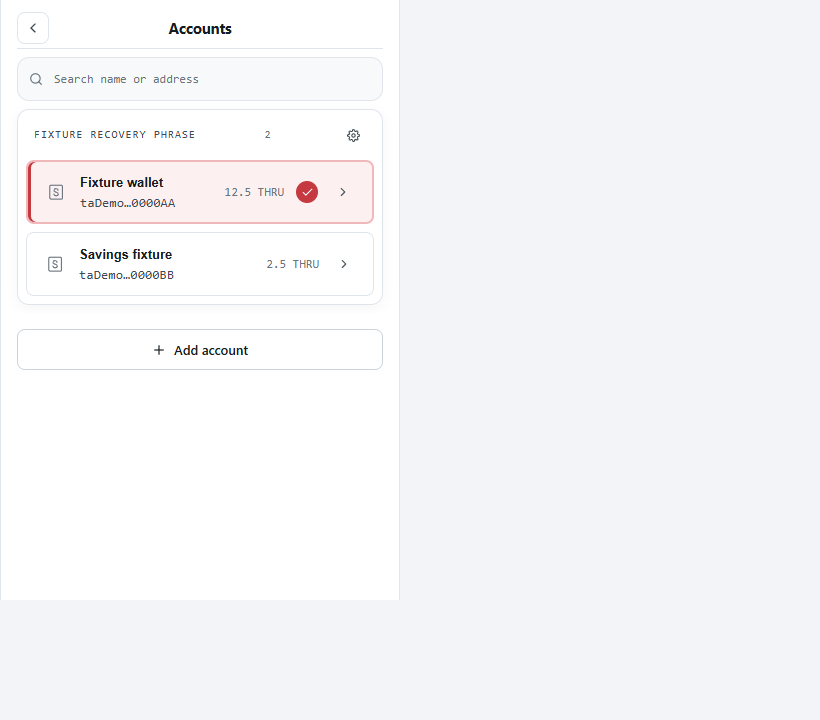 Accounts
Search name or address
FIXTURE RECOVERY PHRASE 2
S Fixture wallet 12.5 THRU
taDemo…0000AA
S Savings fixture 2.5 THRU
taDemo…0000BB
Add account